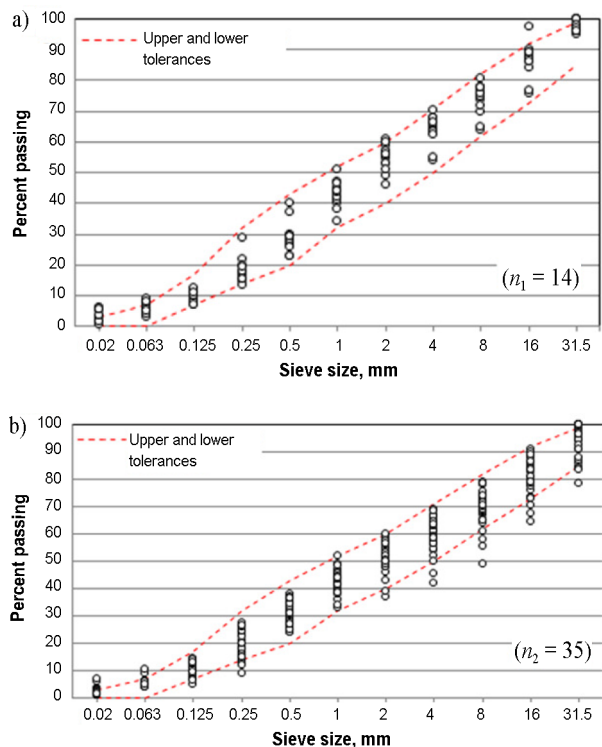 a)
Upper and lower
tolerances
Percent passing
100
90
80
70
60
50
40
30
20
10
0
(n₁ = 14)
0.02 0.063 0.125 0.25 0.5 1 2 4 8 16 31.5
Sieve size, mm
b)
Upper and lower
tolerances
Percent passing
100
90
80
70
60
50
40
30
20
10
0
(n₂ = 35)
0.02 0.063 0.125 0.25 0.5 1 2 4 8 16 31.5
Sieve size, mm